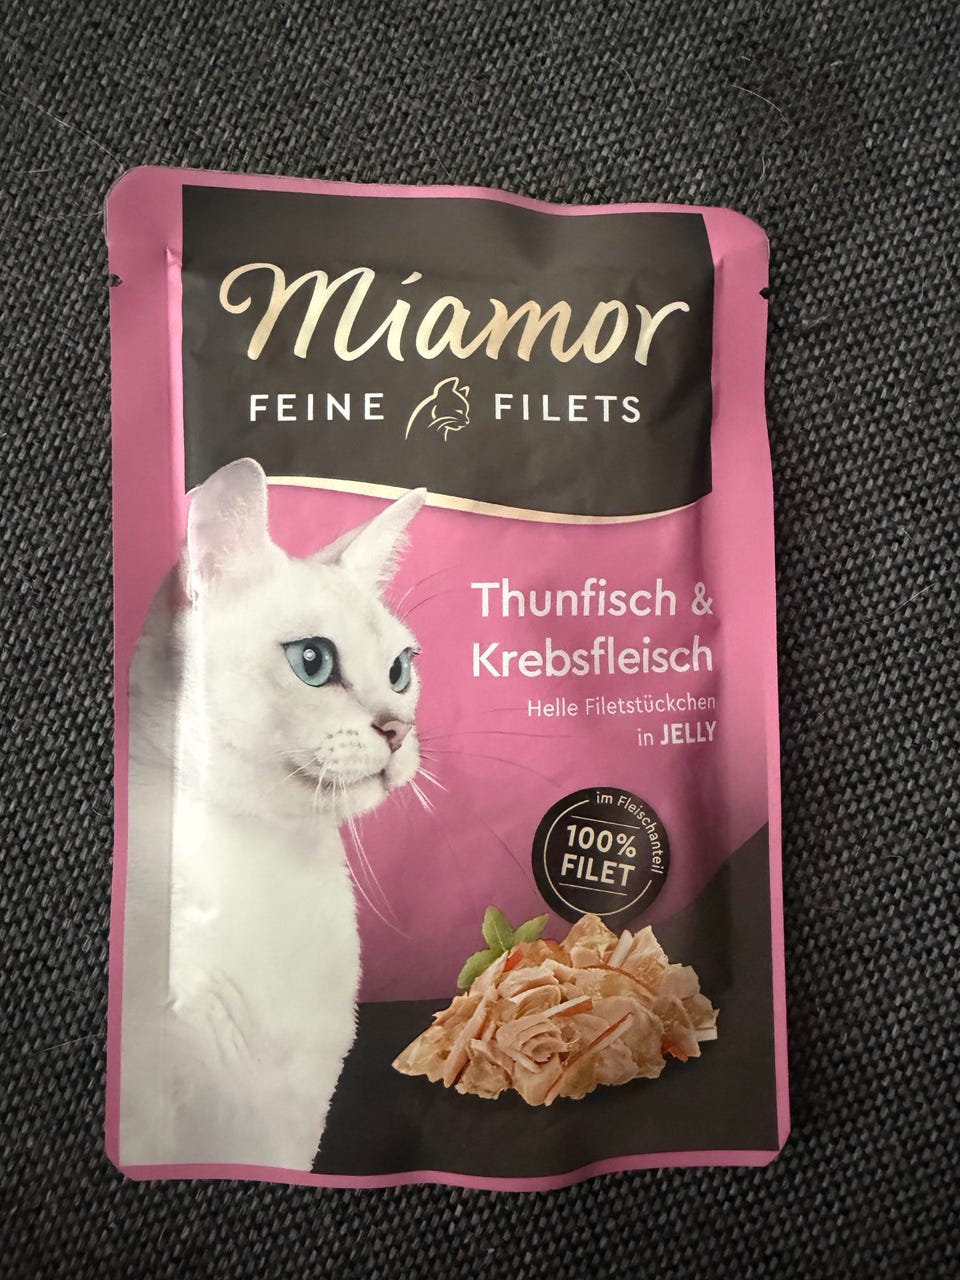 Miamor
FEINE FILETS
Thunfisch &
Krebsfleisch
Helle Filetstückchen
in JELLY
im Fleischanteil
100%
FILET